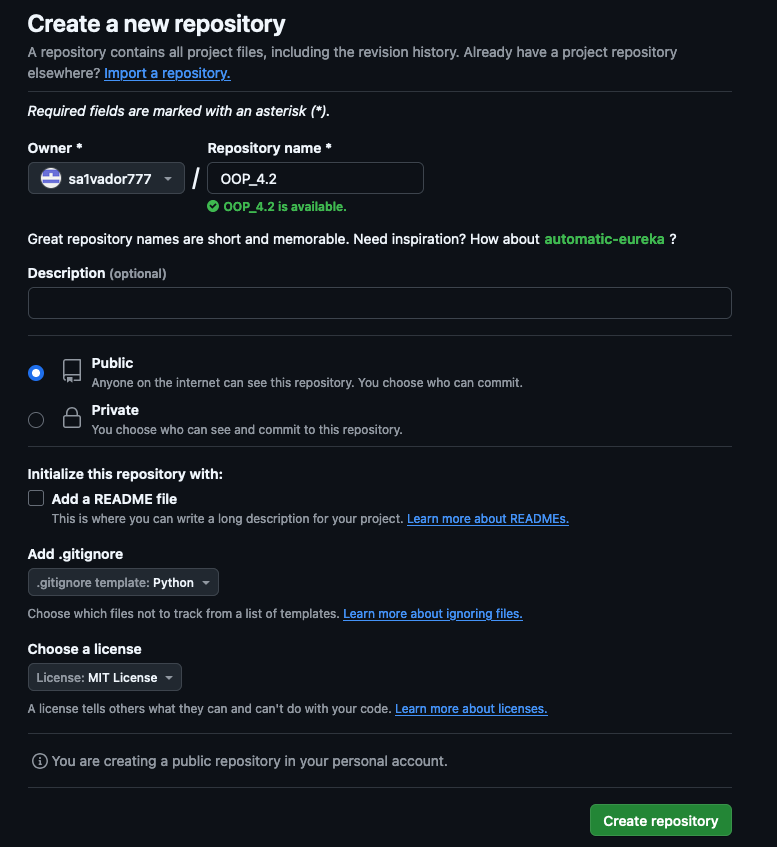 Create a new repository
A repository contains all project files, including the revision history. Already have a project repository
elsewhere? Import a repository.
Required fields are marked with an asterisk (*).
Owner * Repository name *
sa1vador777 / OOP_4.2
OOP_4.2 is available.
Great repository names are short and memorable. Need inspiration? How about automatic-eureka ?
Description (optional)
Public
Anyone on the internet can see this repository. You choose who can commit.
Private
You choose who can see and commit to this repository.
Initialize this repository with:
Add a README file
This is where you can write a long description for your project. Learn more about READMEs.
Add .gitignore
.gitignore template: Python
Choose which files not to track from a list of templates. Learn more about ignoring files.
Choose a license
License: MIT License
A license tells others what they can and can't do with your code. Learn more about licenses.
You are creating a public repository in your personal account.
Create repository